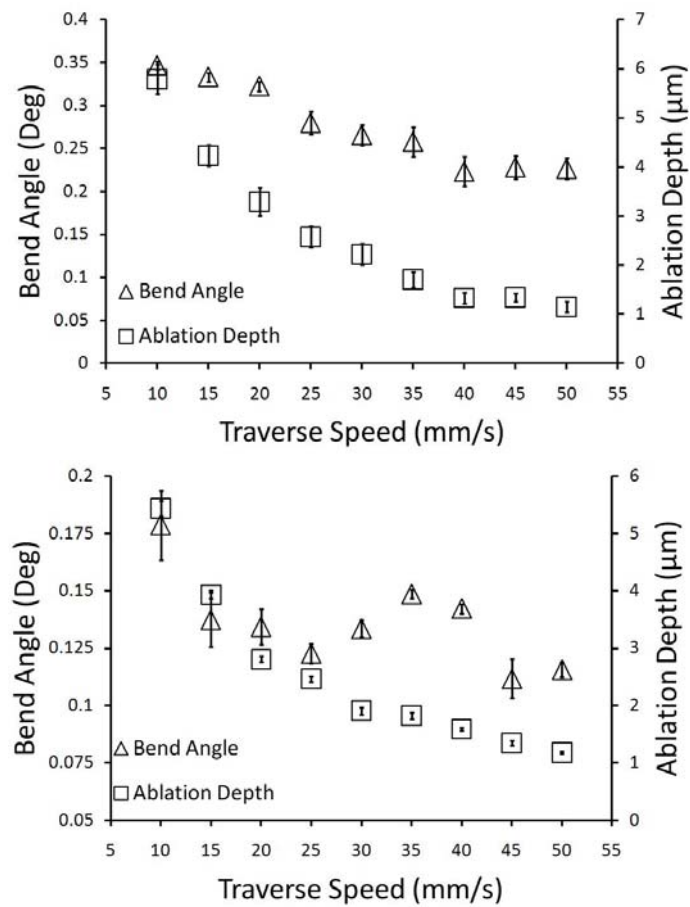 0.4
0.35
0.3
0.25
0.2
0.15
0.1
0.05
0
Bend Angle (Deg)
7
6
5
4
3
2
1
0
Ablation Depth (μm)
Bend Angle
Ablation Depth
5 10 15 20 25 30 35 40 45 50 55
Traverse Speed (mm/s)
0.2
0.175
0.15
0.125
0.1
0.075
0.05
Bend Angle (Deg)
6
5
4
3
2
1
0
Ablation Depth (μm)
Bend Angle
Ablation Depth
5 10 15 20 25 30 35 40 45 50 55
Traverse Speed (mm/s)